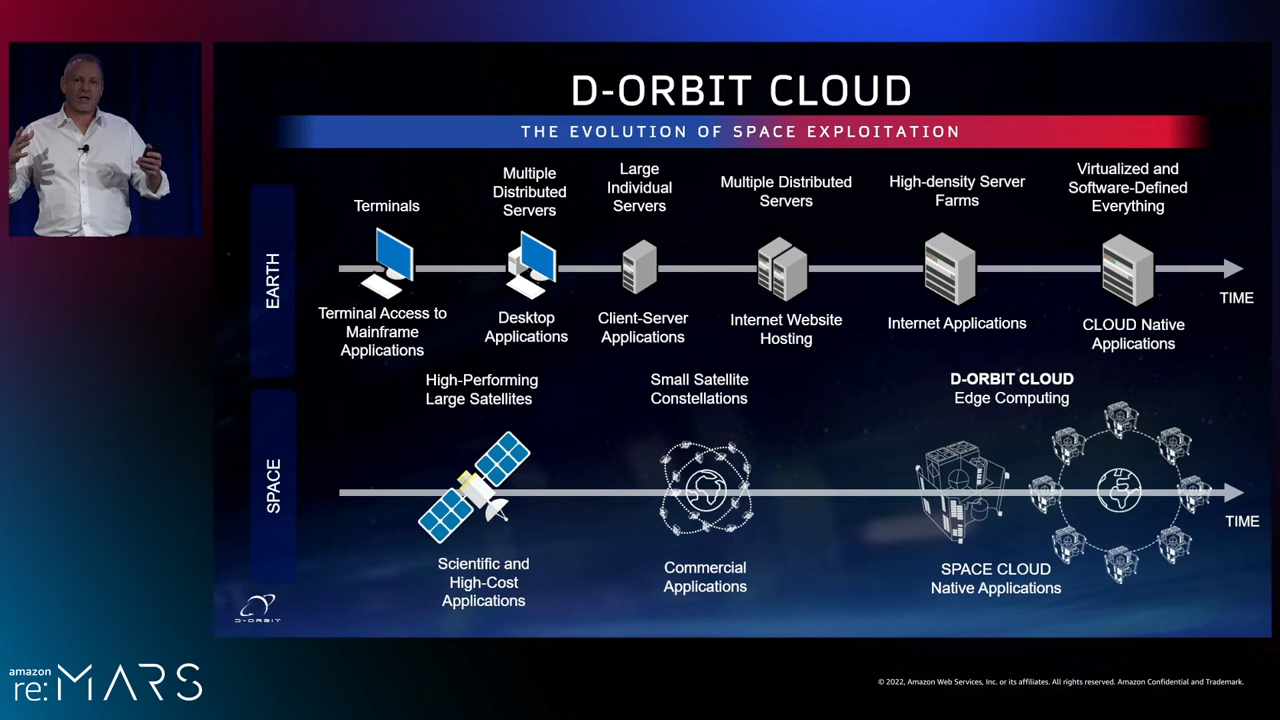 D-ORBIT CLOUD
THE EVOLUTION OF SPACE EXPLOITATION
EARTH
Terminals
Multiple
Distributed
Servers
Large
Individual
Servers
Multiple Distributed
Servers
High-density Server
Farms
Virtualized and
Software-Defined
Everything
TIME
Terminal Access to
Mainframe
Applications
Desktop
Applications
Client-Server
Applications
Internet Website
Hosting
Internet Applications
CLOUD Native
Applications
SPACE
High-Performing
Large Satellites
Small Satellite
Constellations
D-ORBIT CLOUD
Edge Computing
TIME
Scientific and
High-Cost
Applications
Commercial
Applications
SPACE CLOUD
Native Applications
D-ORBIT
amazon
re:MARS
© 2022, Amazon Web Services, Inc. or its affiliates. All rights reserved. Amazon Confidential and Trademark.